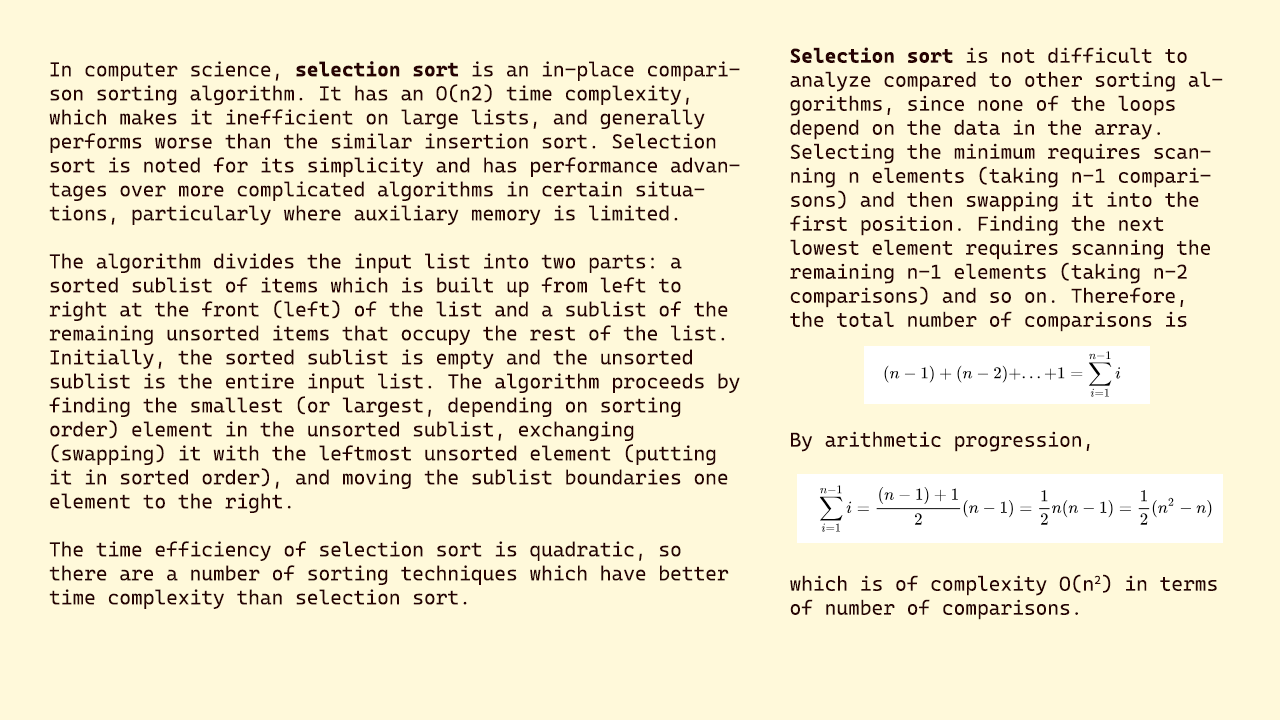 In computer science, selection sort is an in-place compari-
son sorting algorithm. It has an O(n2) time complexity,
which makes it inefficient on large lists, and generally
performs worse than the similar insertion sort. Selection
sort is noted for its simplicity and has performance advan-
tages over more complicated algorithms in certain situa-
tions, particularly where auxiliary memory is limited.
The algorithm divides the input list into two parts: a
sorted sublist of items which is built up from left to
right at the front (left) of the list and a sublist of the
remaining unsorted items that occupy the rest of the list.
Initially, the sorted sublist is empty and the unsorted
sublist is the entire input list. The algorithm proceeds by
finding the smallest (or largest, depending on sorting
order) element in the unsorted sublist, exchanging
(swapping) it with the leftmost unsorted element (putting
it in sorted order), and moving the sublist boundaries one
element to the right.
The time efficiency of selection sort is quadratic, so
there are a number of sorting techniques which have better
time complexity than selection sort.
Selection sort is not difficult to
analyze compared to other sorting al-
gorithms, since none of the loops
depend on the data in the array.
Selecting the minimum requires scan-
ning n elements (taking n-1 compari-
sons) and then swapping it into the
first position. Finding the next
lowest element requires scanning the
remaining n-1 elements (taking n-2
comparisons) and so on. Therefore,
the total number of comparisons is
(n − 1) + (n − 2)+. . . +1 = ∑_{i=1}^{n−1} i
By arithmetic progression,
∑_{i=1}^{n−1} i = \frac{(n − 1) + 1}{2}(n − 1) = \frac{1}{2}n(n − 1) = \frac{1}{2}(n² − n)
which is of complexity O(n²) in terms
of number of comparisons.